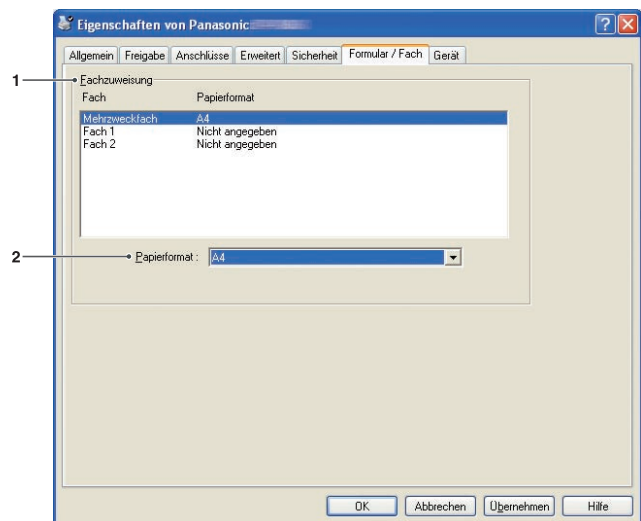 Eigenschaften von Panasonic
Allgemein Freigabe Anschlüsse Erweitert Sicherheit Formular / Fach Gerät
1
Fachzuweisung
Fach Papierformat
Mehrzweckfach A4
Fach 1 Nicht angegeben
Fach 2 Nicht angegeben
2
Papierformat : A4
OK Abbrechen Übernehmen Hilfe